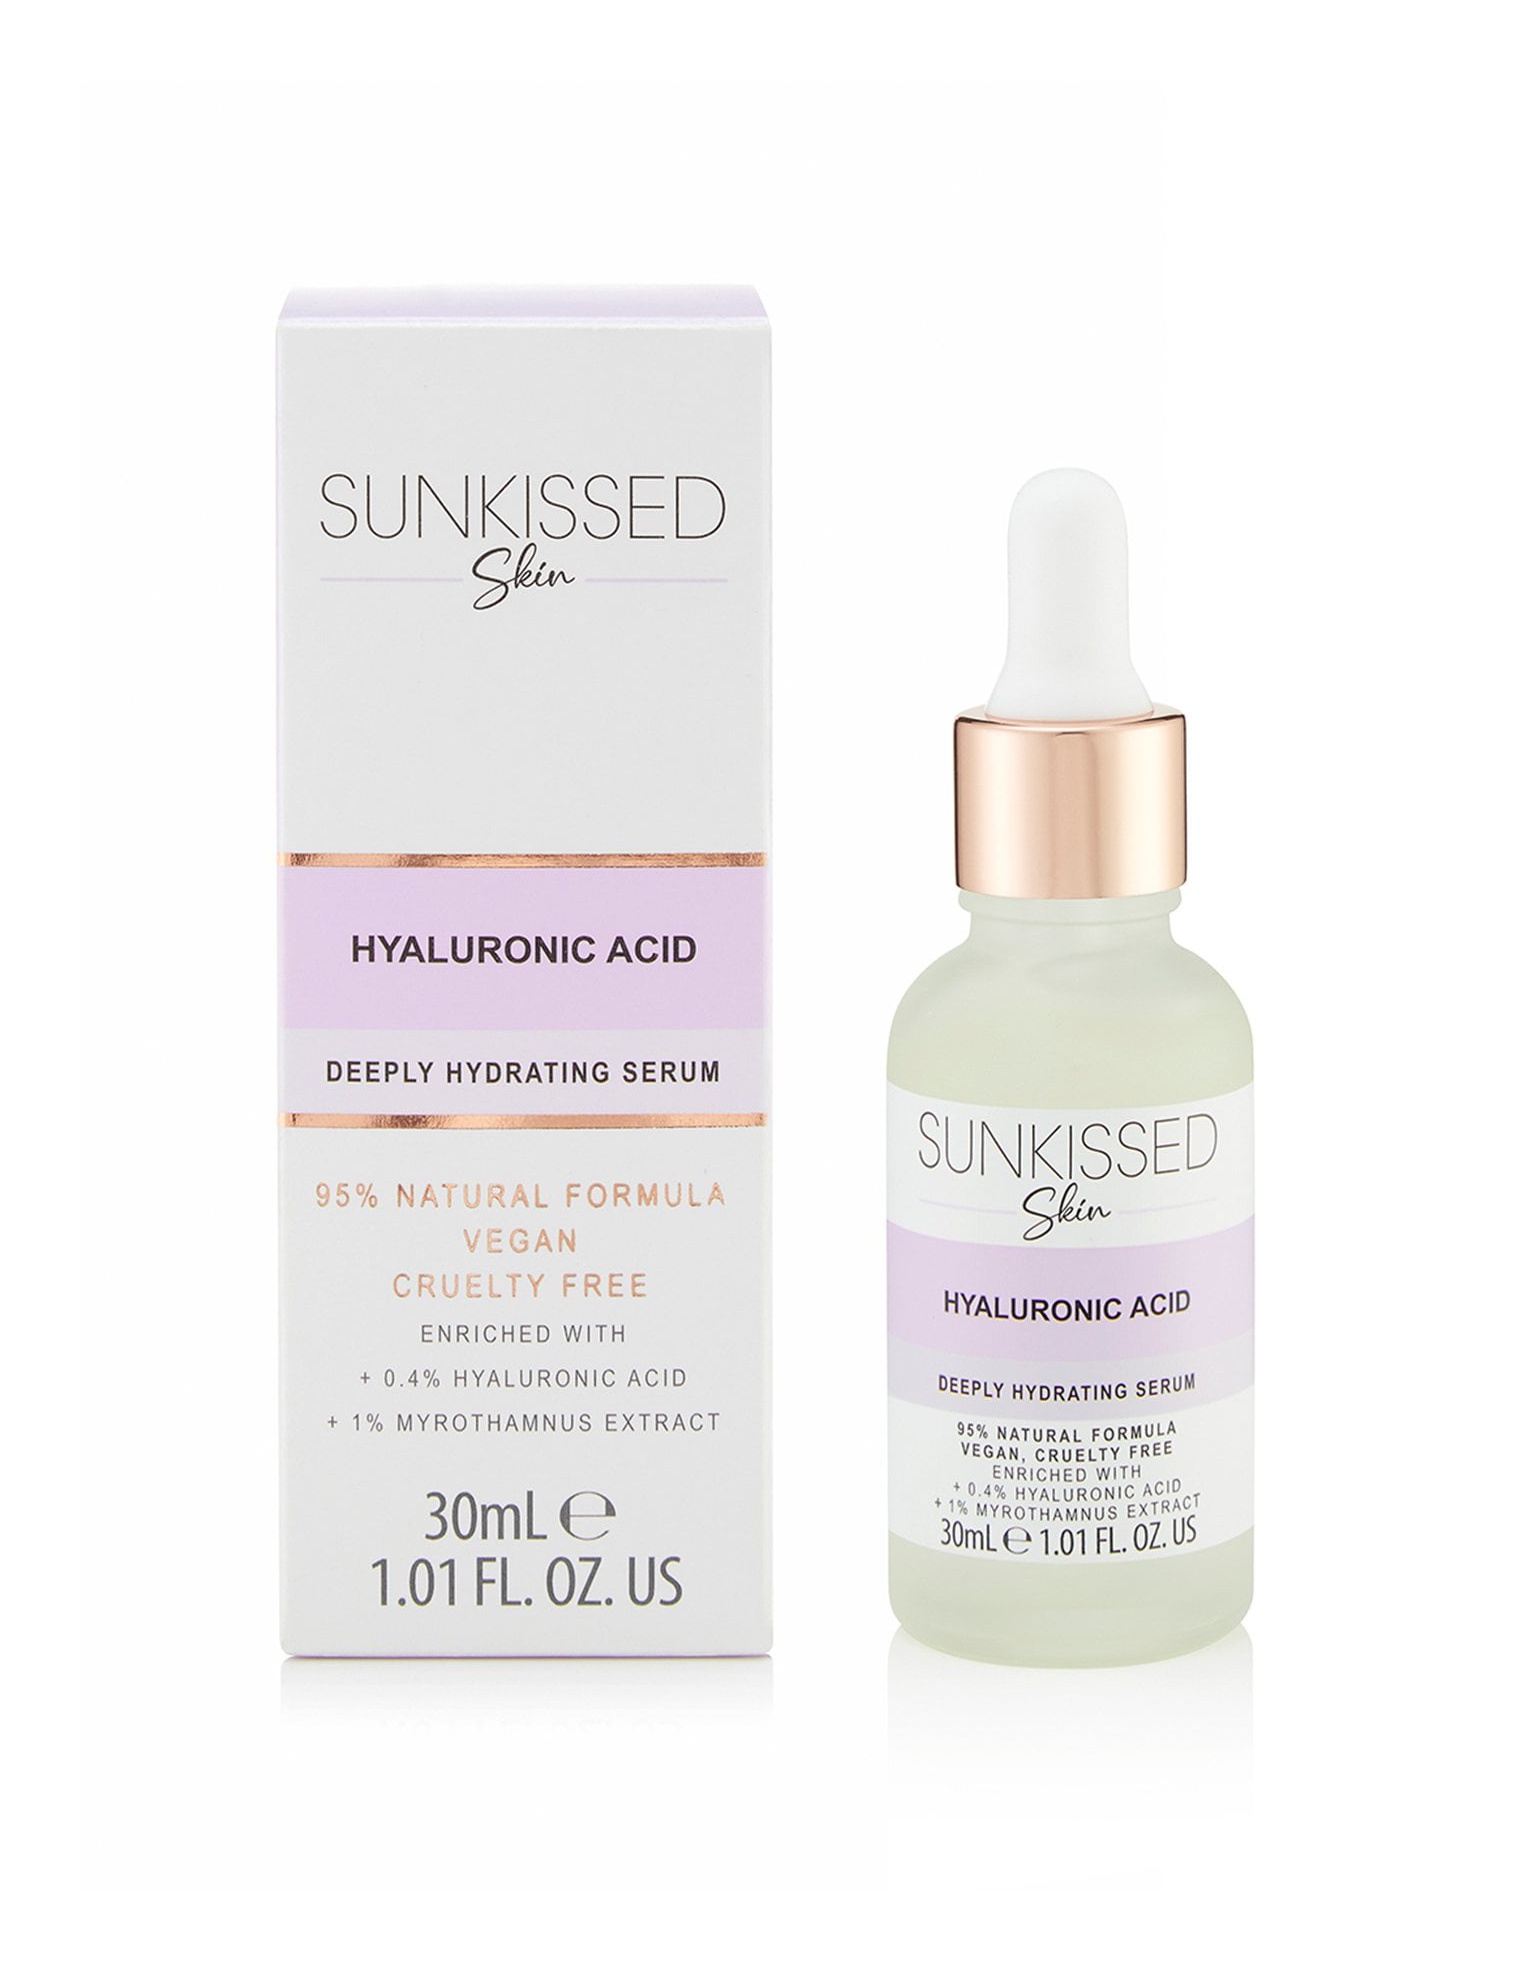 SUNKISSED
Skin
HYALURONIC ACID
DEEPLY HYDRATING SERUM
95% NATURAL FORMULA
VEGAN
CRUELTY FREE
ENRICHED WITH
+ 0.4% HYALURONIC ACID
+ 1% MYROTHAMNUS EXTRACT
30mL ℮
1.01 FL. OZ. US
SUNKISSED
Skin
HYALURONIC ACID
DEEPLY HYDRATING SERUM
95% NATURAL FORMULA
VEGAN, CRUELTY FREE
ENRICHED WITH
+ 0.4% HYALURONIC ACID
+ 1% MYROTHAMNUS EXTRACT
30mL ℮ 1.01 FL. OZ. US